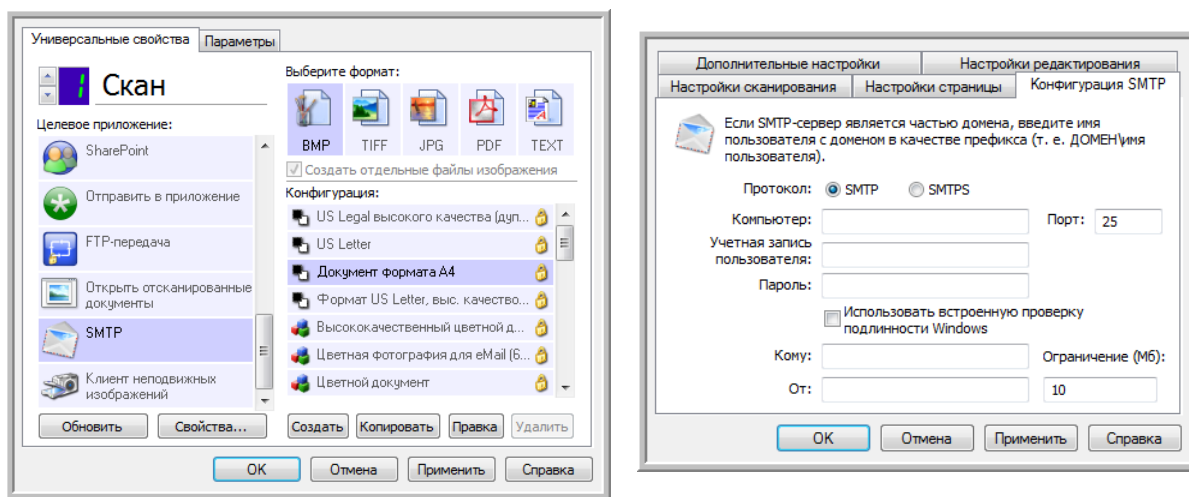 Универсальные свойства
Параметры
1
Скан
Целевое приложение:
SharePoint
Отправить в приложение
FTP-передача
Открыть отсканированные
документы
SMTP
Клиент неподвижных
изображений
Обновить
Свойства...
Выберите формат:
BMP
TIFF
JPG
PDF
TEXT
Создать отдельные файлы изображения
Конфигурация:
US Legal высокого качества (дуп...
US Letter
Документ формата A4
Формат US Letter, выс. качество...
Высококачественный цветной д...
Цветная фотография для eMail (6...
Цветной документ
Создать
Копировать
Правка
Удалить
OK
Отмена
Применить
Справка
Дополнительные настройки
Настройки редактирования
Настройки сканирования
Настройки страницы
Конфигурация SMTP
Если SMTP-сервер является частью домена, введите имя
пользователя с доменом в качестве префикса (т. е. ДОМЕН\имя
пользователя).
Протокол:
SMTP
SMTPS
Компьютер:
Порт:
25
Учетная запись
пользователя:
Пароль:
Использовать встроенную проверку
подлинности Windows
Кому:
Ограничение (Мб):
От:
10
OK
Отмена
Применить
Справка